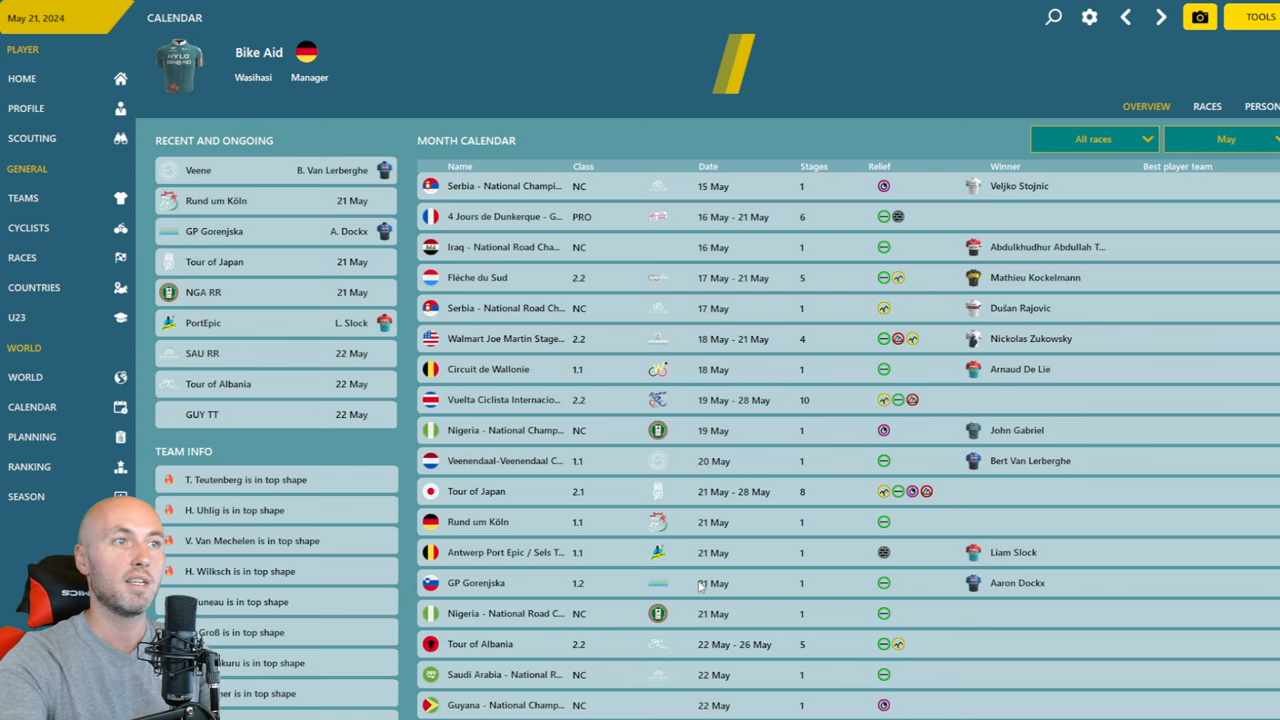 May 21, 2024
CALENDAR
TOOLS
PLAYER
HOME
PROFILE
SCOUTING
GENERAL
TEAMS
CYCLISTS
RACES
COUNTRIES
U23
WORLD
WORLD
CALENDAR
PLANNING
RANKING
SEASON
HYLO
Bike Aid
Wasihasi Manager
OVERVIEW RACES PERSON
RECENT AND ONGOING
Veene B. Van Lerberghe
Rund um Köln 21 May
GP Gorenjska A. Dockx
Tour of Japan 21 May
NGA RR 21 May
PortEpic L. Slock
SAU RR 22 May
Tour of Albania 22 May
GUY TT 22 May
TEAM INFO
T. Teutenberg is in top shape
H. Uhlig is in top shape
V. Van Mechelen is in top shape
H. Wilksch is in top shape
uneau is in top shape
Groß is in top shape
kuru is in top shape
ner is in top shape
MONTH CALENDAR
All races May
Name Class Date Stages Relief Winner Best player team
Serbia - National Champi... NC 15 May 1 Veljko Stojnic
4 Jours de Dunkerque - G... PRO 16 May - 21 May 6
Iraq - National Road Cha... NC 16 May 1 Abdulkhudhur Abdullah T...
Flèche du Sud 2.2 17 May - 21 May 5 Mathieu Kockelmann
Serbia - National Road Ch... NC 17 May 1 Dušan Rajovic
Walmart Joe Martin Stage... 2.2 18 May - 21 May 4 Nickolas Zukowsky
Circuit de Wallonie 1.1 18 May 1 Arnaud De Lie
Vuelta Ciclista Internacio... 2.2 19 May - 28 May 10
Nigeria - National Champ... NC 19 May 1 John Gabriel
Veenendaal-Veenendaal C... 1.1 20 May 1 Bert Van Lerberghe
Tour of Japan 2.1 21 May - 28 May 8
Rund um Köln 1.1 21 May 1
Antwerp Port Epic / Sels T... 1.1 21 May 1 Liam Slock
GP Gorenjska 1.2 21 May 1 Aaron Dockx
Nigeria - National Road C... NC 21 May 1
Tour of Albania 2.2 22 May - 26 May 5
Saudi Arabia - National R... NC 22 May 1
Guyana - National Champ... NC 22 May 1